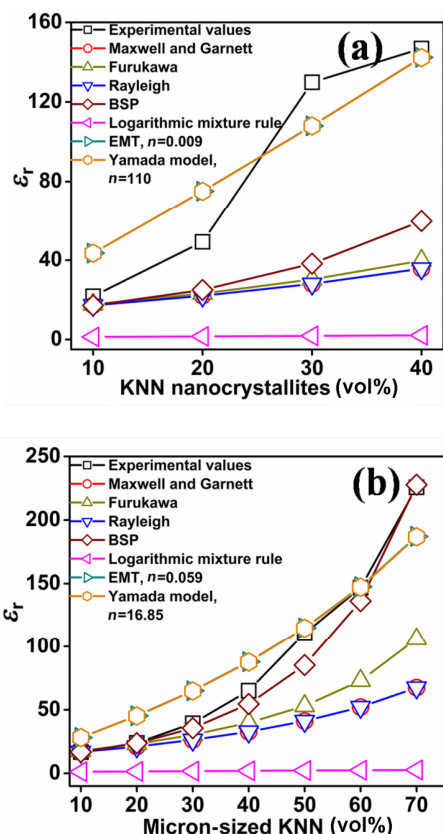 160
(a)
Experimental values
Maxwell and Garnett
120
Furukawa
Rayleigh
BSP
Logarithmic mixture rule
80
EMT, n=0.009
Yamada model,
n=110
εr
40
0
10 20 30 40
KNN nanocrystallites (vol%)
250
(b)
Experimental values
Maxwell and Garnett
200
Furukawa
Rayleigh
BSP
150
Logarithmic mixture rule
EMT, n=0.059
Yamada model,
n=16.85
εr
100
50
0
10 20 30 40 50 60 70
Micron-sized KNN (vol%)